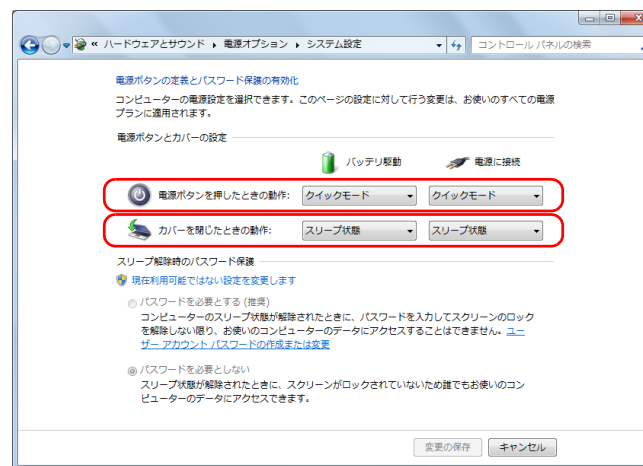 « ハードウェアとサウンド ▸ 電源オプション ▸ システム設定
コントロール パネルの検索
電源ボタンの定義とパスワード保護の有効化
コンピューターの電源設定を選択できます。このページの設定に対して行う変更は、お使いのすべての電源
プランに適用されます。
電源ボタンとカバーの設定
バッテリ駆動 電源に接続
電源ボタンを押したときの動作: クイックモード クイックモード
カバーを閉じたときの動作: スリープ状態 スリープ状態
スリープ解除時のパスワード保護
現在利用可能ではない設定を変更します
パスワードを必要とする (推奨)
コンピューターのスリープ状態が解除されたときに、パスワードを入力してスクリーンのロック
を解除しない限り、お使いのコンピューターのデータにアクセスすることはできません。ユー
ザー アカウント パスワードの作成または変更
パスワードを必要としない
スリープ状態が解除されたときに、スクリーンがロックされていないため誰でもお使いのコン
ピューターのデータにアクセスできます。
変更の保存 キャンセル